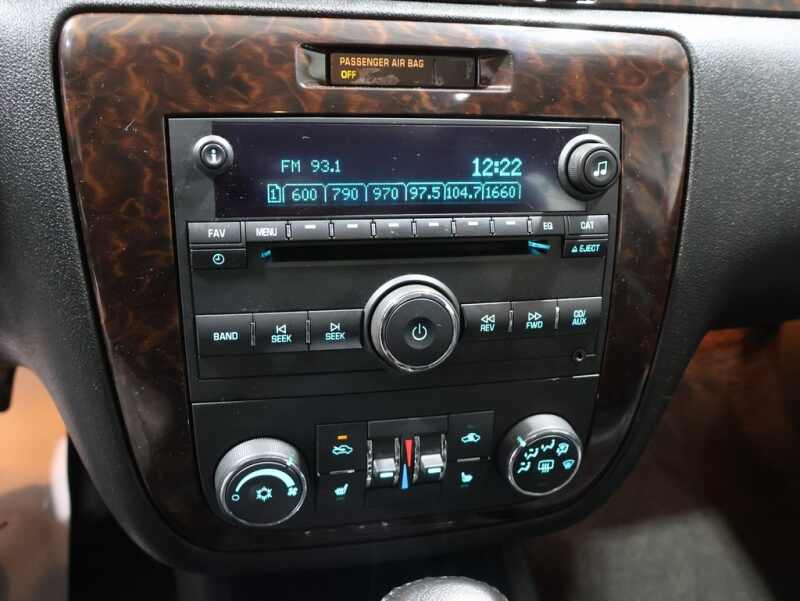 PASSENGER AIR BAG
OFF
FM 93.1 12:22
1 600 790 970 97.5 104.7 1660
FAV MENU EQ CAT
EJECT
BAND SEEK SEEK REV FWD CD/
AUX